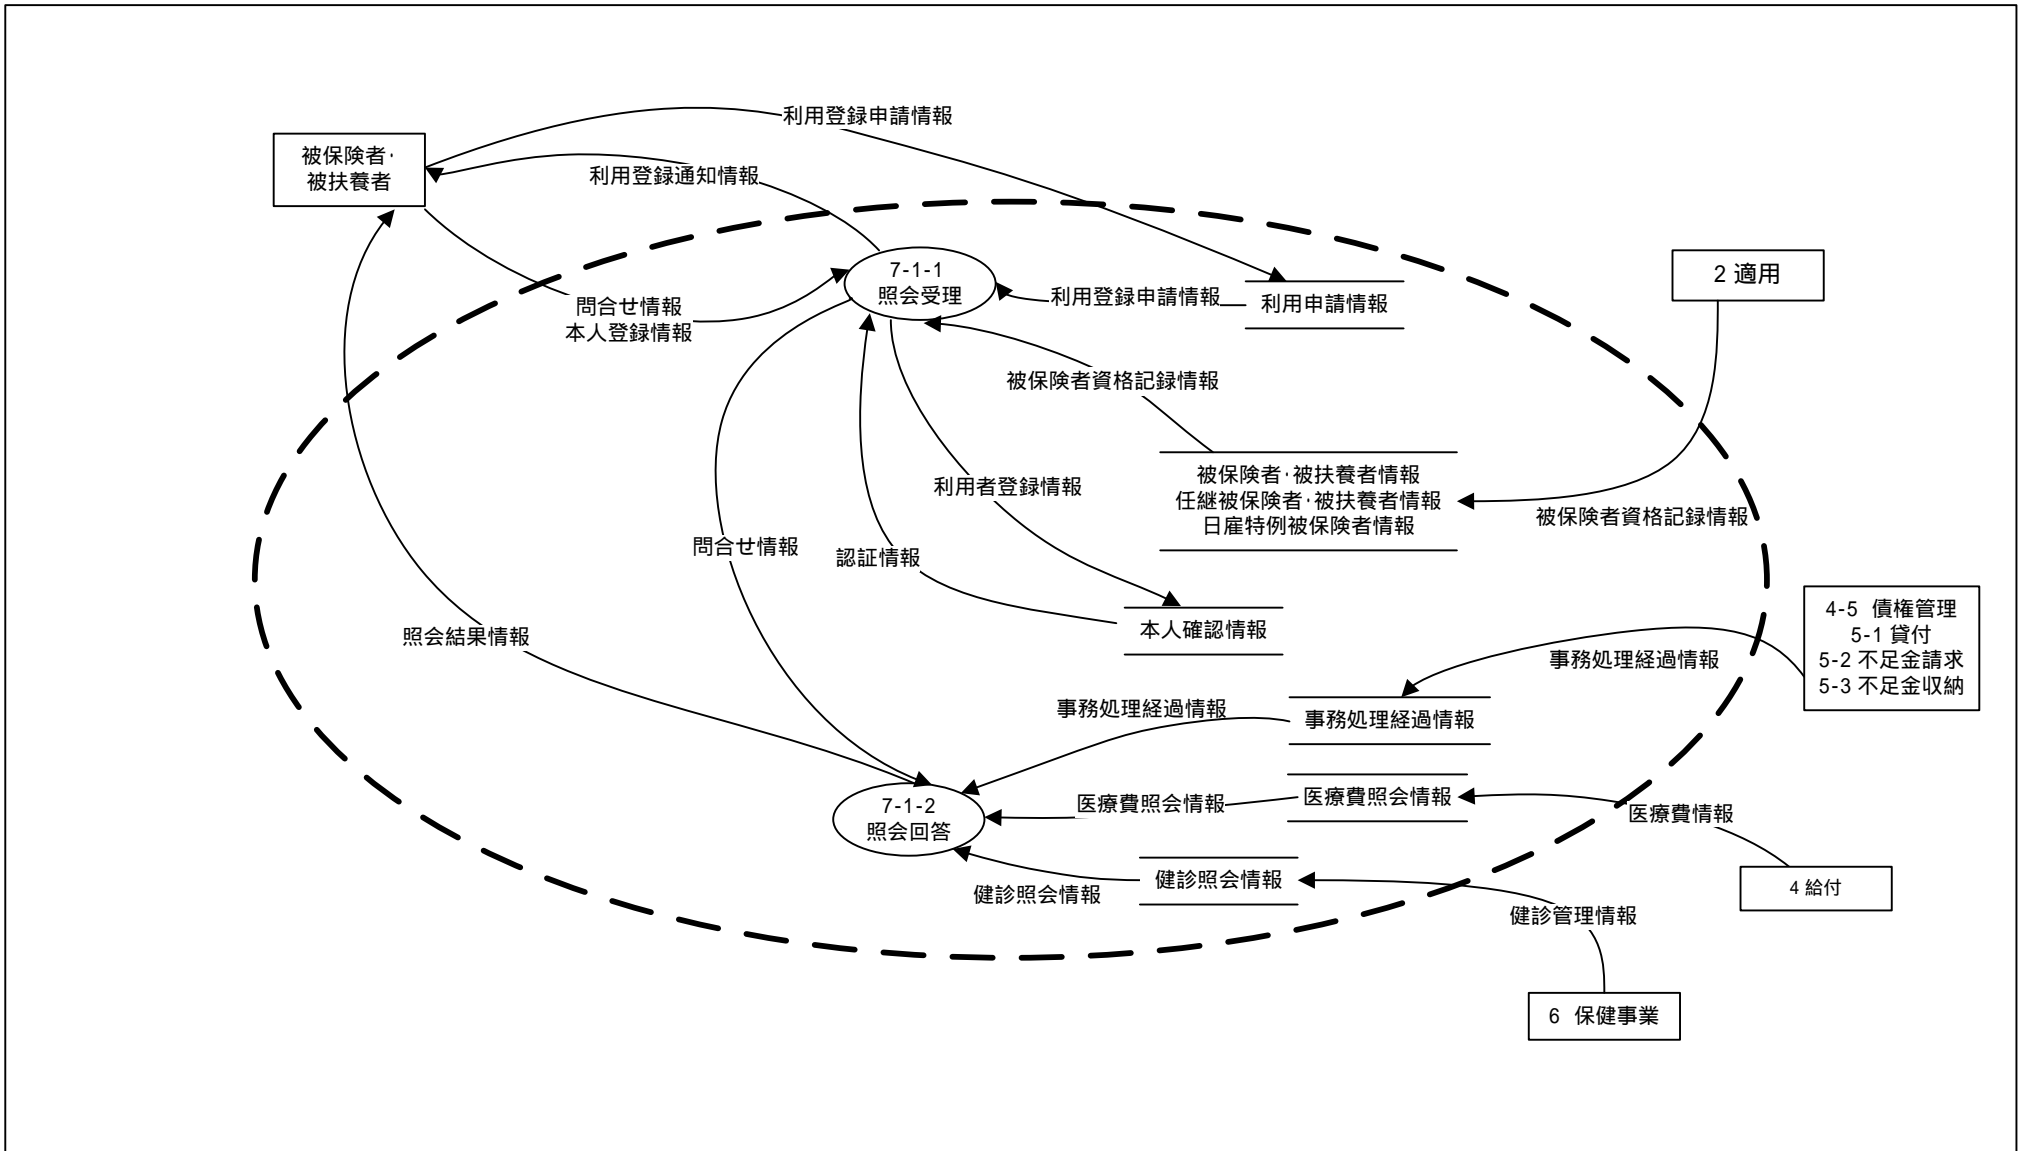 利用登録申請情報
被保険者・
被扶養者
利用登録通知情報
7-1-1
照会受理
2 適用
問合せ情報
本人登録情報
利用登録申請情報
利用申請情報
被保険者資格記録情報
被保険者・被扶養者情報
任継被保険者・被扶養者情報
日雇特例被保険者情報
利用者登録情報
被保険者資格記録情報
問合せ情報
認証情報
4-5 債権管理
5-1 貸付
5-2 不足金請求
5-3 不足金収納
照会結果情報
本人確認情報
事務処理経過情報
事務処理経過情報
事務処理経過情報
7-1-2
照会回答
医療費照会情報
医療費照会情報
医療費情報
健診照会情報
健診照会情報
4 給付
健診管理情報
6 保健事業